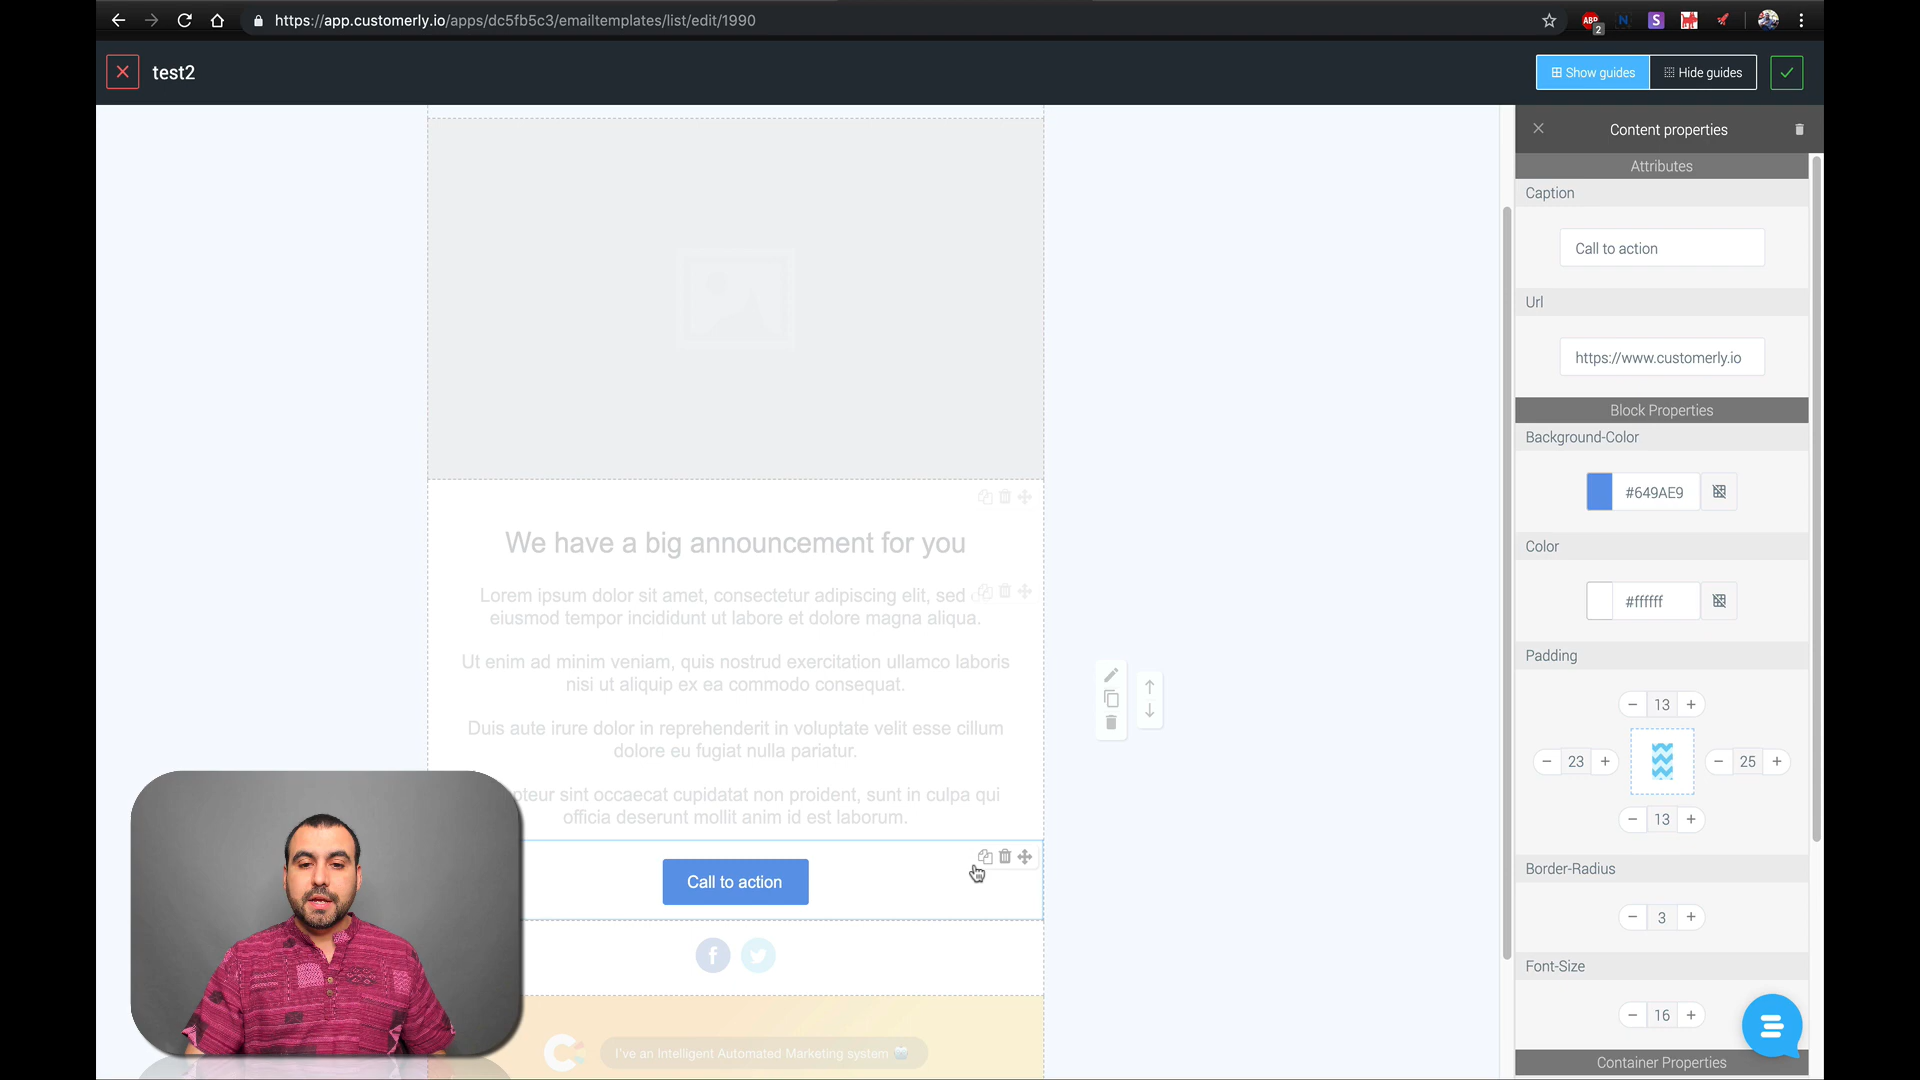 https://app.customerly.io/apps/dc5fb5c3/emailtemplates/list/edit/1990
ABP
2
N
S
test2
Show guides
Hide guides
Content properties
Attributes
Caption
Call to action
Url
https://www.customerly.io
Block Properties
Background-Color
#649AE9
Color
#ffffff
Padding
13
23
25
13
Border-Radius
3
Font-Size
16
Container Properties
We have a big announcement for you
Lorem ipsum dolor sit amet, consectetur adipiscing elit, sed
eiusmod tempor incididunt ut labore et dolore magna aliqua.
Ut enim ad minim veniam, quis nostrud exercitation ullamco laboris
nisi ut aliquip ex ea commodo consequat.
Duis aute irure dolor in reprehenderit in voluptate velit esse cillum
dolore eu fugiat nulla pariatur.
sint occaecat cupidatat non proident, sunt in culpa qui
officia deserunt mollit anim id est laborum.
Call to action
I've an Intelligent Automated Marketing system